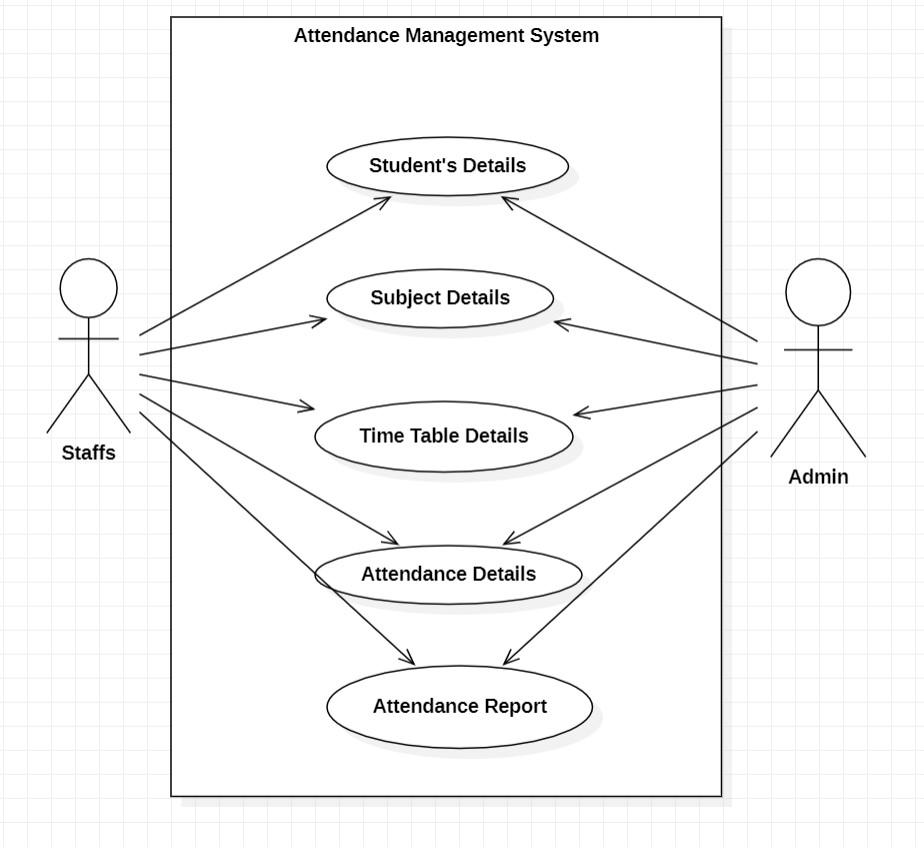 Attendance Management System
Student's Details
Subject Details
Time Table Details
Staffs
Admin
Attendance Details
Attendance Report